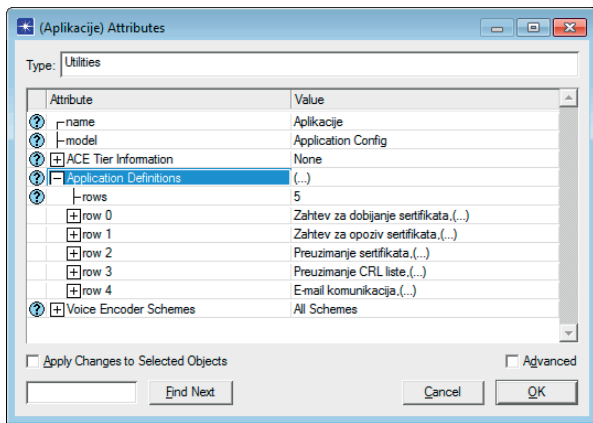 (Aplikacije) Attributes
Type: Utilities
Attribute Value
? name Aplikacije
? model Application Config
? + ACE Tier Information None
? - Application Definitions (...)
? rows 5
+ row 0 Zahtev za dobijanje sertifikata,(...)
+ row 1 Zahtev za opoziv sertifikata,(...)
+ row 2 Preuzimanje sertifikata,(...)
+ row 3 Preuzimanje CRL liste,(...)
+ row 4 E-mail komunikacija,(...)
? + Voice Encoder Schemes All Schemes
Apply Changes to Selected Objects Advanced
Find Next Cancel OK